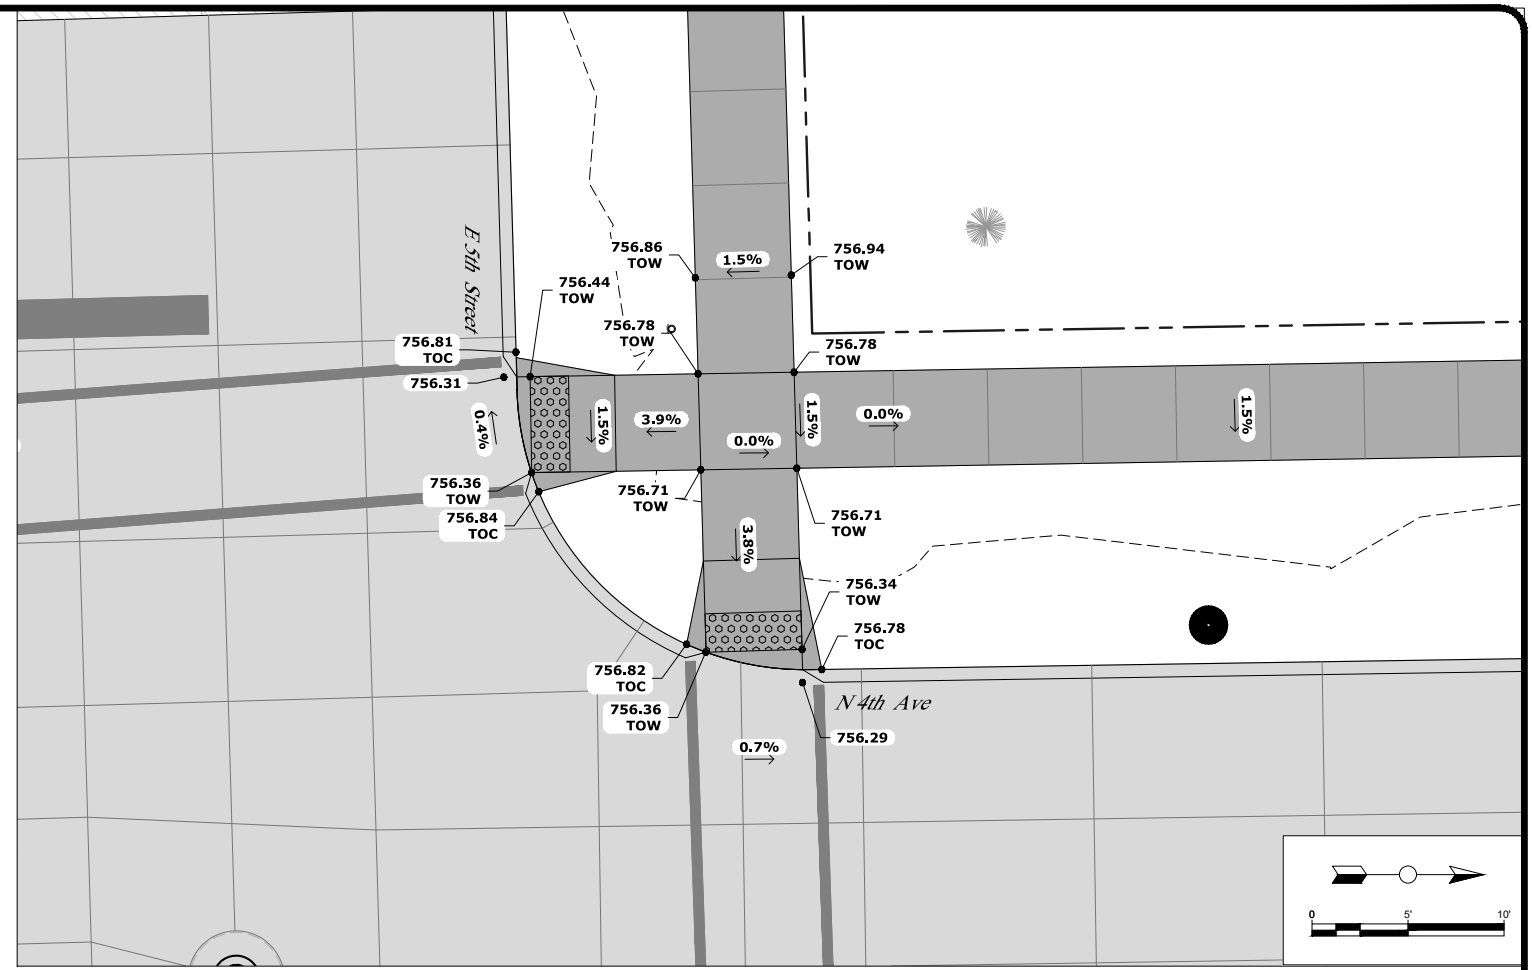 756.86
TOW
1.5%
756.94
TOW
E 5th Street
756.44
TOW
756.78
TOW
756.81
TOC
756.78
TOW
756.31
0.4%
1.5%
3.9%
0.0%
1.5%
0.0%
1.5%
756.36
TOW
756.71
TOW
756.84
TOC
756.71
TOW
3.8%
756.34
TOW
756.78
TOC
756.82
TOC
756.36
TOW
N 4th Ave
756.29
0.7%
0
5'
10'